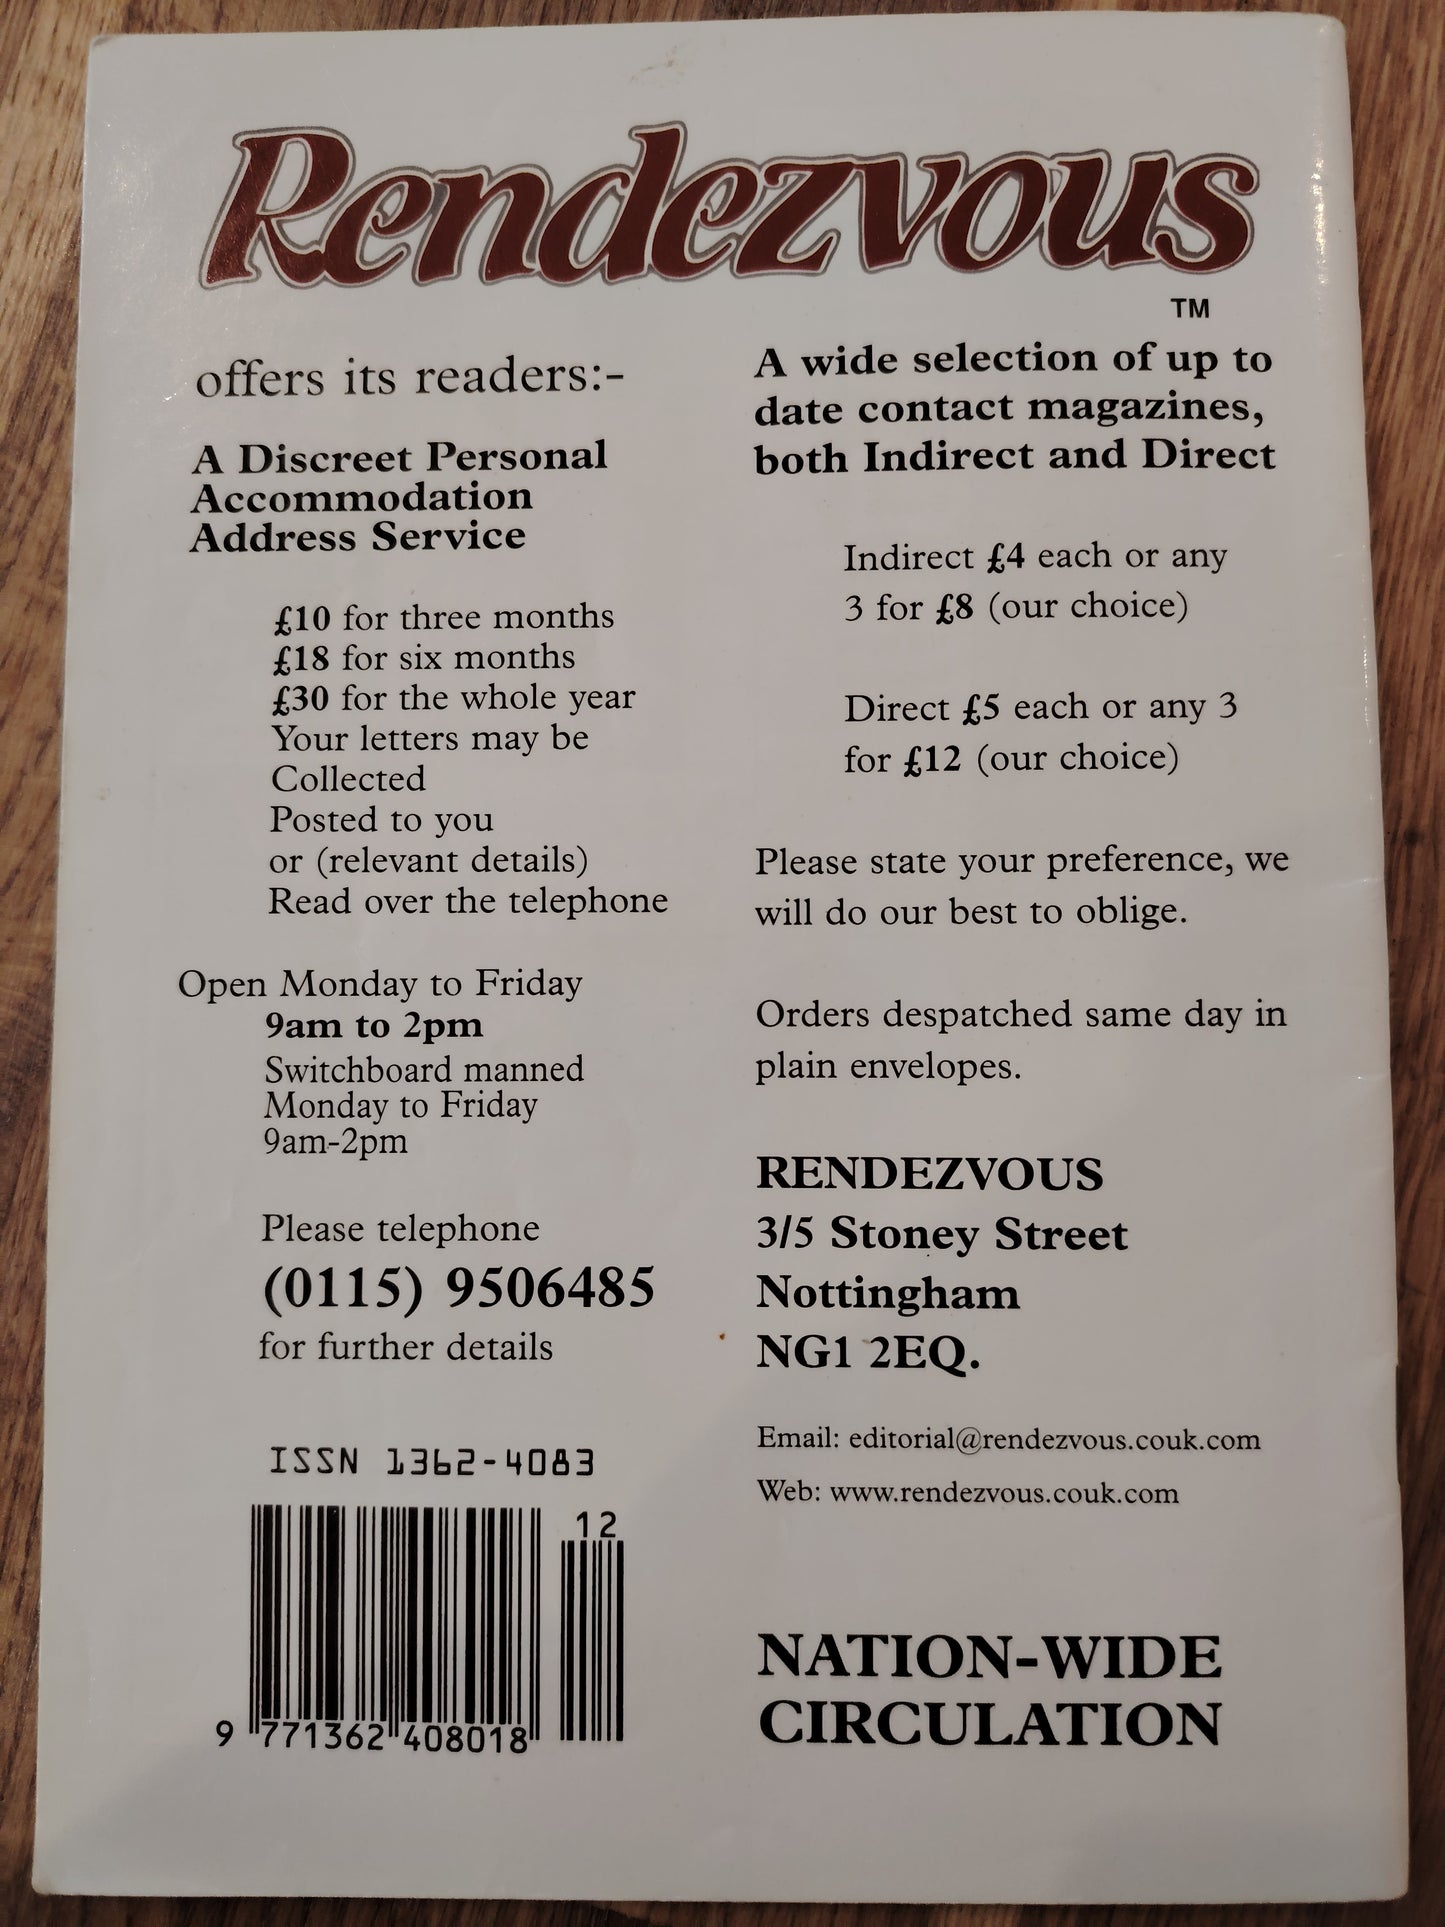 Rendezvous
TM
offers its readers:-
A Discreet Personal
Accommodation
Address Service
£10 for three months
£18 for six months
£30 for the whole year
Your letters may be
Collected
Posted to you
or (relevant details)
Read over the telephone
Open Monday to Friday
9am to 2pm
Switchboard manned
Monday to Friday
9am-2pm
Please telephone
(0115) 9506485
for further details
ISSN 1362-4083
12
9 771362 408018
A wide selection of up to
date contact magazines,
both Indirect and Direct
Indirect £4 each or any
3 for £8 (our choice)
Direct £5 each or any 3
for £12 (our choice)
Please state your preference, we
will do our best to oblige.
Orders despatched same day in
plain envelopes.
RENDEZVOUS
3/5 Stoney Street
Nottingham
NG1 2EQ.
Email: editorial@rendezvous.couk.com
Web: www.rendezvous.couk.com
NATION-WIDE
CIRCULATION